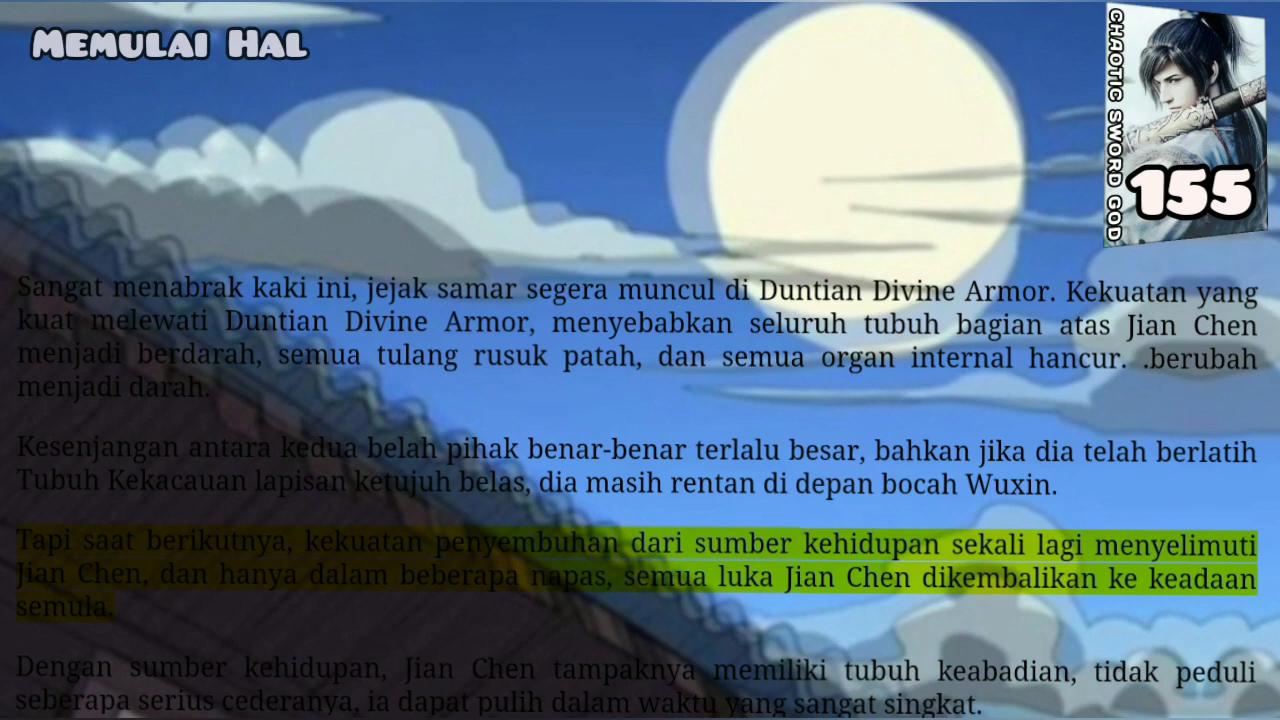 Memulai Hal
CHAOTIC SWORD GOD
155
Sangat menabrak kaki ini, jejak samar segera muncul di Duntian Divine Armor. Kekuatan yang
kuat melewati Duntian Divine Armor, menyebabkan seluruh tubuh bagian atas Jian Chen
menjadi berdarah, semua tulang rusuk patah, dan semua organ internal hancur. .berubah
menjadi darah.
Kesenjangan antara kedua belah pihak benar-benar terlalu besar, bahkan jika dia telah berlatih
Tubuh Kekacauan lapisan ketujuh belas, dia masih rentan di depan bocah Wuxin.
Tapi saat berikutnya, kekuatan penyembuhan dari sumber kehidupan sekali lagi menyelimuti
Jian Chen, dan hanya dalam beberapa napas, semua luka Jian Chen dikembalikan ke keadaan
semula.
Dengan sumber kehidupan, Jian Chen tampaknya memiliki tubuh keabadian, tidak peduli
seberapa serius cederanya, ia dapat pulih dalam waktu yang sangat singkat.